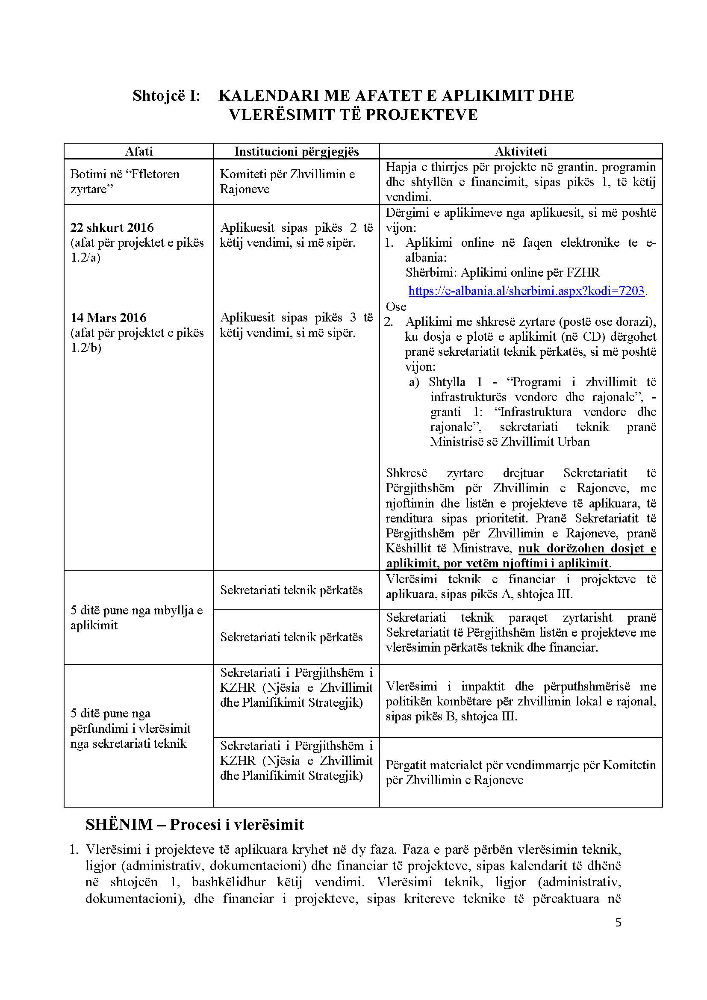 Shtojcë I: KALENDARI ME AFATET E APLIKIMIT DHE
VLERËSIMIT TË PROJEKTEVE
Afati
Institucioni përgjegjës
Aktiviteti
Botimi në “Ffletoren
zyrtare”
Komiteti për Zhvillimin e
Rajoneve
Hapja e thirrjes për projekte në grantin, programin
dhe shtyllën e financimit, sipas pikës 1, të këtij
vendimi.
22 shkurt 2016
(afat për projektet e pikës
1.2/a)
14 Mars 2016
(afat për projektet e pikës
1.2/b)
Aplikuesit sipas pikës 2 të
këtij vendimi, si më sipër.
Aplikuesit sipas pikës 3 të
këtij vendimi, si më sipër.
Dërgimi e aplikimeve nga aplikuesit, si më poshtë
vijon:
1. Aplikimi online në faqen elektronike te e-
albania:
Shërbimi: Aplikimi online për FZHR
https://e-albania.al/sherbimi.aspx?kodi=7203.
Ose
2. Aplikimi me shkresë zyrtare (postë ose dorazi),
ku dosja e plotë e aplikimit (në CD) dërgohet
pranë sekretariatit teknik përkatës, si më poshtë
vijon:
a) Shtylla 1 - “Programi i zhvillimit të
infrastrukturës vendore dhe rajonale”, -
granti 1: “Infrastruktura vendore dhe
rajonale”, sekretariati teknik pranë
Ministrisë së Zhvillimit Urban
Shkresë zyrtare drejtuar Sekretariatit të
Përgjithshëm për Zhvillimin e Rajoneve, me
njoftimin dhe listën e projekteve të aplikuara, të
renditura sipas prioritetit. Pranë Sekretariatit të
Përgjithshëm për Zhvillimin e Rajoneve, pranë
Këshillit të Ministrave, nuk dorëzohen dosjet e
aplikimit, por vetëm njoftimi i aplikimit.
5 ditë pune nga mbyllja e
aplikimit
Sekretariati teknik përkatës
Vlerësimi teknik e financiar i projekteve të
aplikuara, sipas pikës A, shtojca III.
Sekretariati teknik përkatës
Sekretariati teknik paraqet zyrtarisht pranë
Sekretariatit të Përgjithshëm listën e projekteve me
vlerësimin përkatës teknik dhe financiar.
5 ditë pune nga
përfundimi i vlerësimit
nga sekretariati teknik
Sekretariati i Përgjithshëm i
KZHR (Njësia e Zhvillimit
dhe Planifikimit Strategjik)
Vlerësimi i impaktit dhe përputhshmërisë me
politikën kombëtare për zhvillimin lokal e rajonal,
sipas pikës B, shtojca III.
Sekretariati i Përgjithshëm i
KZHR (Njësia e Zhvillimit
dhe Planifikimit Strategjik)
Përgatit materialet për vendimmarrje për Komitetin
për Zhvillimin e Rajoneve
SHËNIM – Procesi i vlerësimit
1. Vlerësimi i projekteve të aplikuara kryhet në dy faza. Faza e parë përbën vlerësimin teknik,
ligjor (administrativ, dokumentacioni) dhe financiar të projekteve, sipas kalendarit të dhënë
në shtojcën 1, bashkëlidhur këtij vendimi. Vlerësimi teknik, ligjor (administrativ,
dokumentacioni), dhe financiar i projekteve, sipas kritereve teknike të përcaktuara në
5